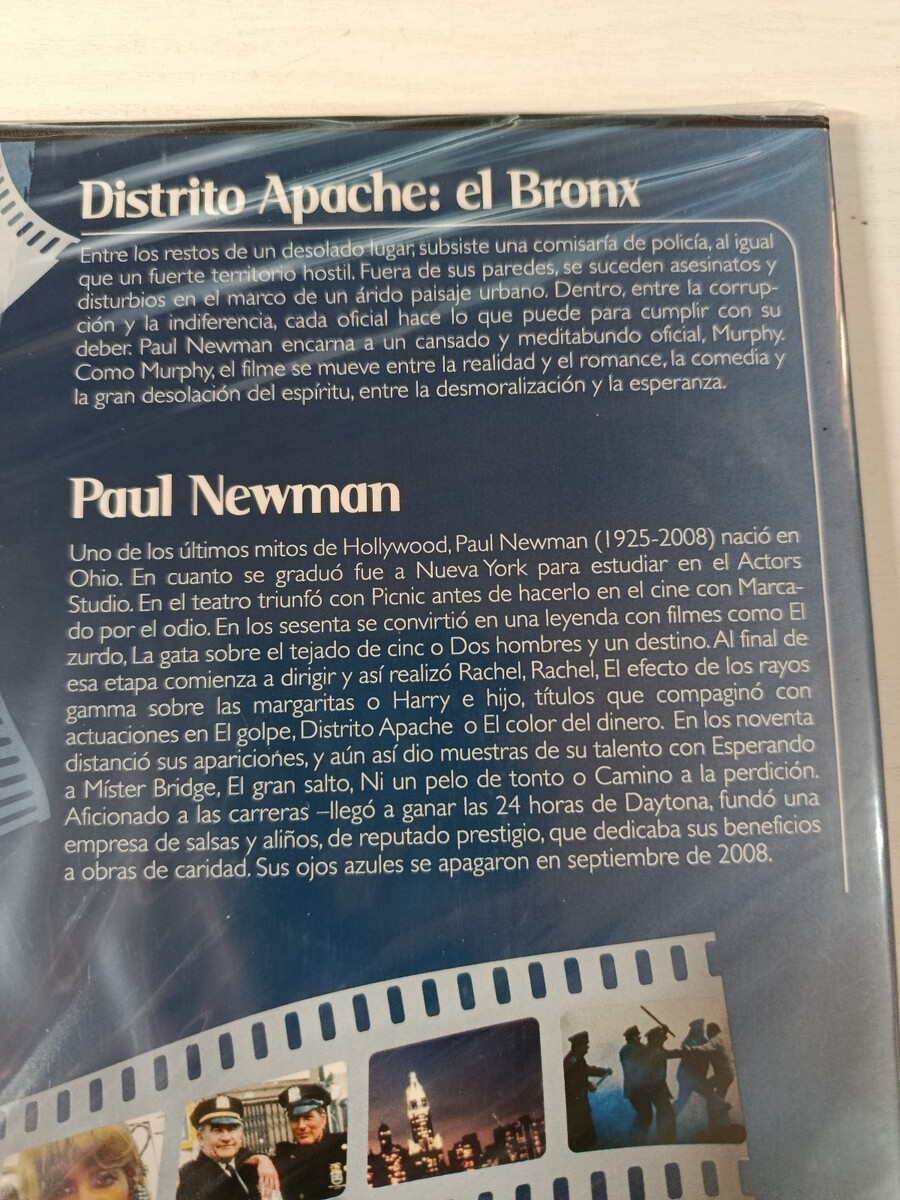 Distrito Apache: el Bronx
Entre los restos de un desolado lugar, subsiste una comisaría de policía, al igual
que un fuerte territorio hostil. Fuera de sus paredes, se suceden asesinatos y
disturbios en el marco de un árido paisaje urbano. Dentro, entre la corrup-
ción y la indiferencia, cada oficial hace lo que puede para cumplir con su
deber. Paul Newman encarna a un cansado y meditabundo oficial, Murphy.
Como Murphy, el filme se mueve entre la realidad y el romance, la comedia y
la gran desolación del espíritu, entre la desmoralización y la esperanza.
Paul Newman
Uno de los últimos mitos de Hollywood, Paul Newman (1925-2008) nació en
Ohio. En cuanto se graduó fue a Nueva York para estudiar en el Actors
Studio. En el teatro triunfó con Picnic antes de hacerlo en el cine con Marca-
do por el odio. En los sesenta se convirtió en una leyenda con filmes como El
zurdo, La gata sobre el tejado de cinc o Dos hombres y un destino. Al final de
esa etapa comienza a dirigir y así realizó Rachel, Rachel, El efecto de los rayos
gamma sobre las margaritas o Harry e hijo, títulos que compaginó con
actuaciones en El golpe, Distrito Apache o El color del dinero. En los noventa
distanció sus apariciones, y aún así dio muestras de su talento con Esperando
a Míster Bridge, El gran salto, Ni un pelo de tonto o Camino a la perdición.
Aficionado a las carreras –llegó a ganar las 24 horas de Daytona, fundó una
empresa de salsas y aliños, de reputado prestigio, que dedicaba sus beneficios
a obras de caridad. Sus ojos azules se apagaron en septiembre de 2008.